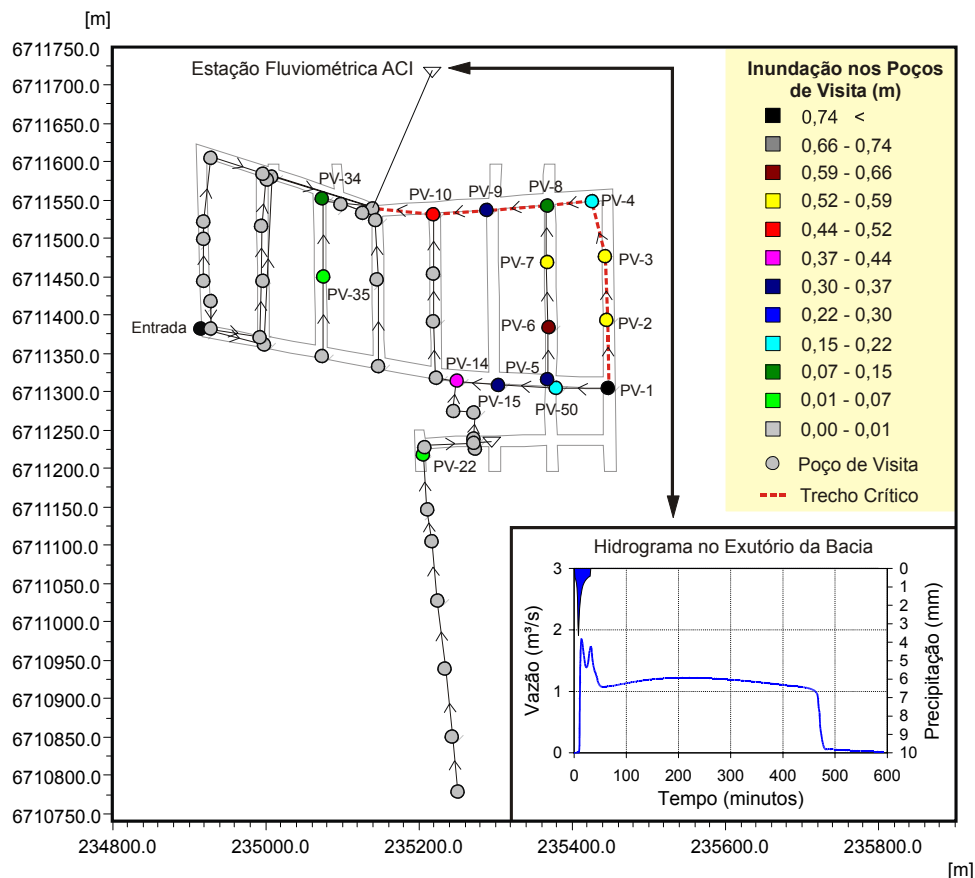 [m]
6711750.0
6711700.0
6711650.0
6711600.0
6711550.0
6711500.0
6711450.0
6711400.0
6711350.0
6711300.0
6711250.0
6711200.0
6711150.0
6711100.0
6711050.0
6711000.0
6710950.0
6710900.0
6710850.0
6710800.0
6710750.0
234800.0 235000.0 235200.0 235400.0 235600.0 235800.0
[m]
Estação Fluviométrica ACI
PV-34
PV-10
PV-9
PV-8
PV-4
PV-7
PV-3
PV-35
Entrada
PV-6
PV-2
PV-14
PV-5
PV-15
PV-50
PV-1
PV-22
Inundação nos Poços
de Visita (m)
0,74 <
0,66 - 0,74
0,59 - 0,66
0,52 - 0,59
0,44 - 0,52
0,37 - 0,44
0,30 - 0,37
0,22 - 0,30
0,15 - 0,22
0,07 - 0,15
0,01 - 0,07
0,00 - 0,01
Poço de Visita
Trecho Crítico
Hidrograma no Exutório da Bacia
Vazão (m³/s)
3
2
1
0
0 100 200 300 400 500 600
Tempo (minutos)
0
1
2
3
4
5
6
7
8
9
10
Precipitação (mm)